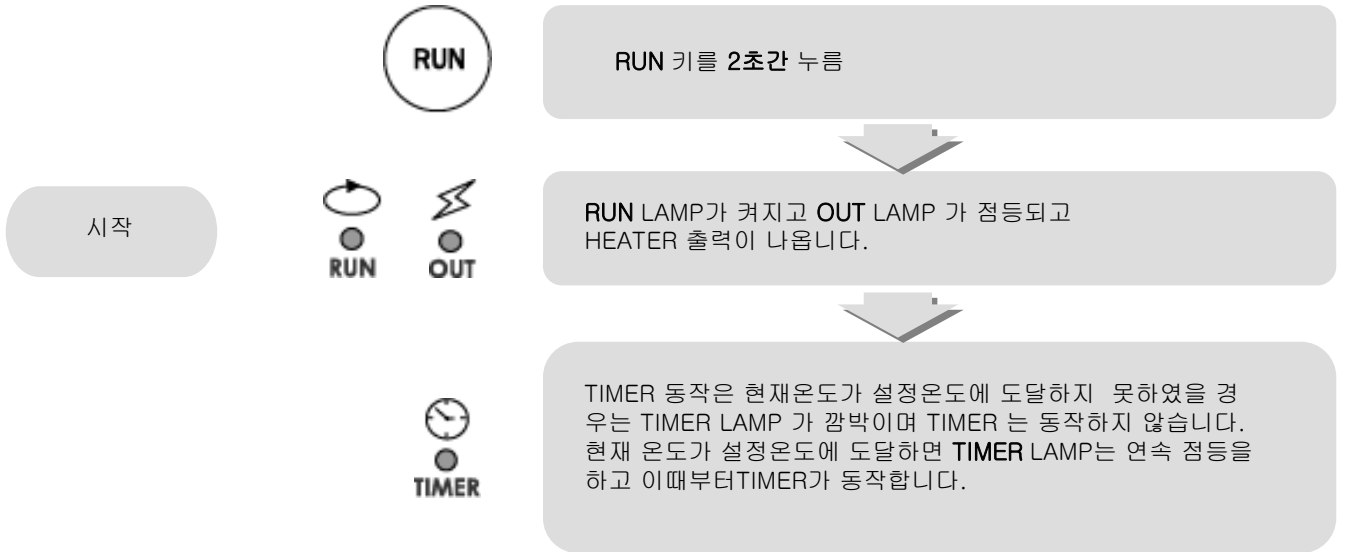 RUN
RUN 키를 2초간 누름
시작
RUN
OUT
RUN LAMP가 켜지고 OUT LAMP 가 점등되고
HEATER 출력이 나옵니다.
TIMER
TIMER 동작은 현재온도가 설정온도에 도달하지 못하였을 경
우는 TIMER LAMP 가 깜박이며 TIMER 는 동작하지 않습니다.
현재 온도가 설정온도에 도달하면 TIMER LAMP는 연속 점등을
하고 이때부터TIMER가 동작합니다.